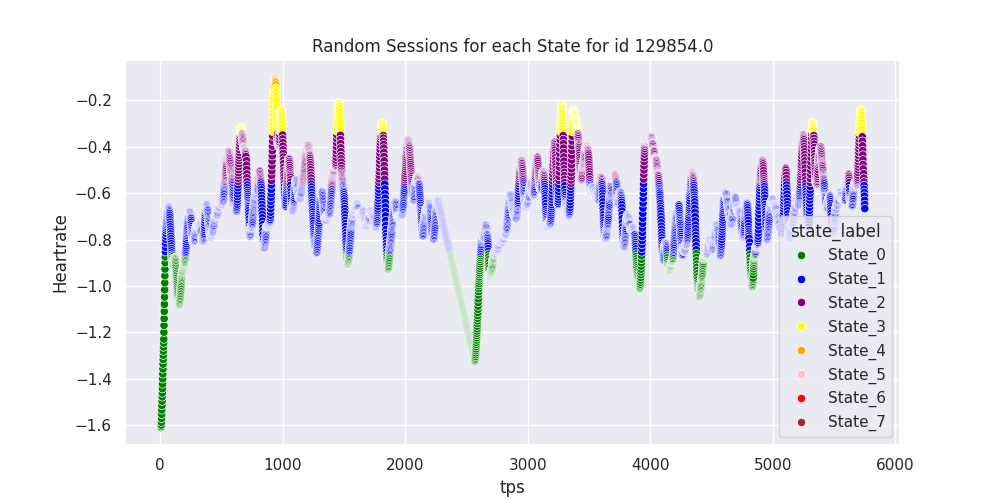 Random Sessions for each State for id 129854.0
Heartrate
−0.2
−0.4
−0.6
−0.8
−1.0
−1.2
−1.4
−1.6
state_label
State_0
State_1
State_2
State_3
State_4
State_5
State_6
State_7
0 1000 2000 3000 4000 5000 6000
tps